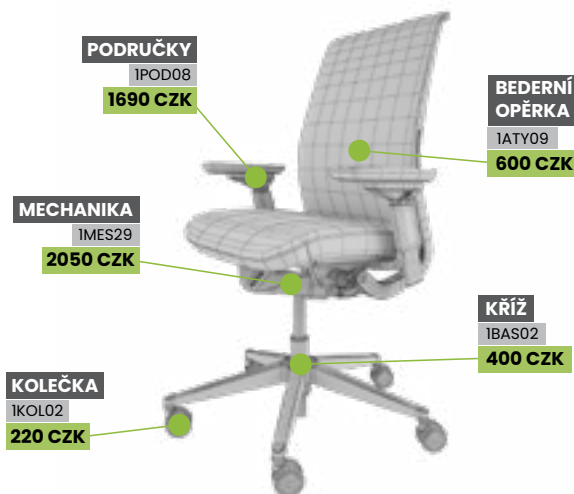 PODRUČKY
1POD08
1690 CZK
BEDERNÍ
OPĚRKA
1ATY09
600 CZK
MECHANIKA
1MES29
2050 CZK
KŘÍŽ
1BAS02
400 CZK
KOLEČKA
1KOL02
220 CZK